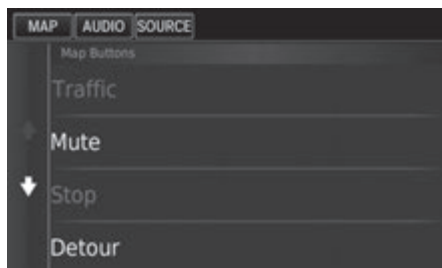 MAP AUDIO SOURCE
Map Buttons
Traffic
Mute
Stop
Detour